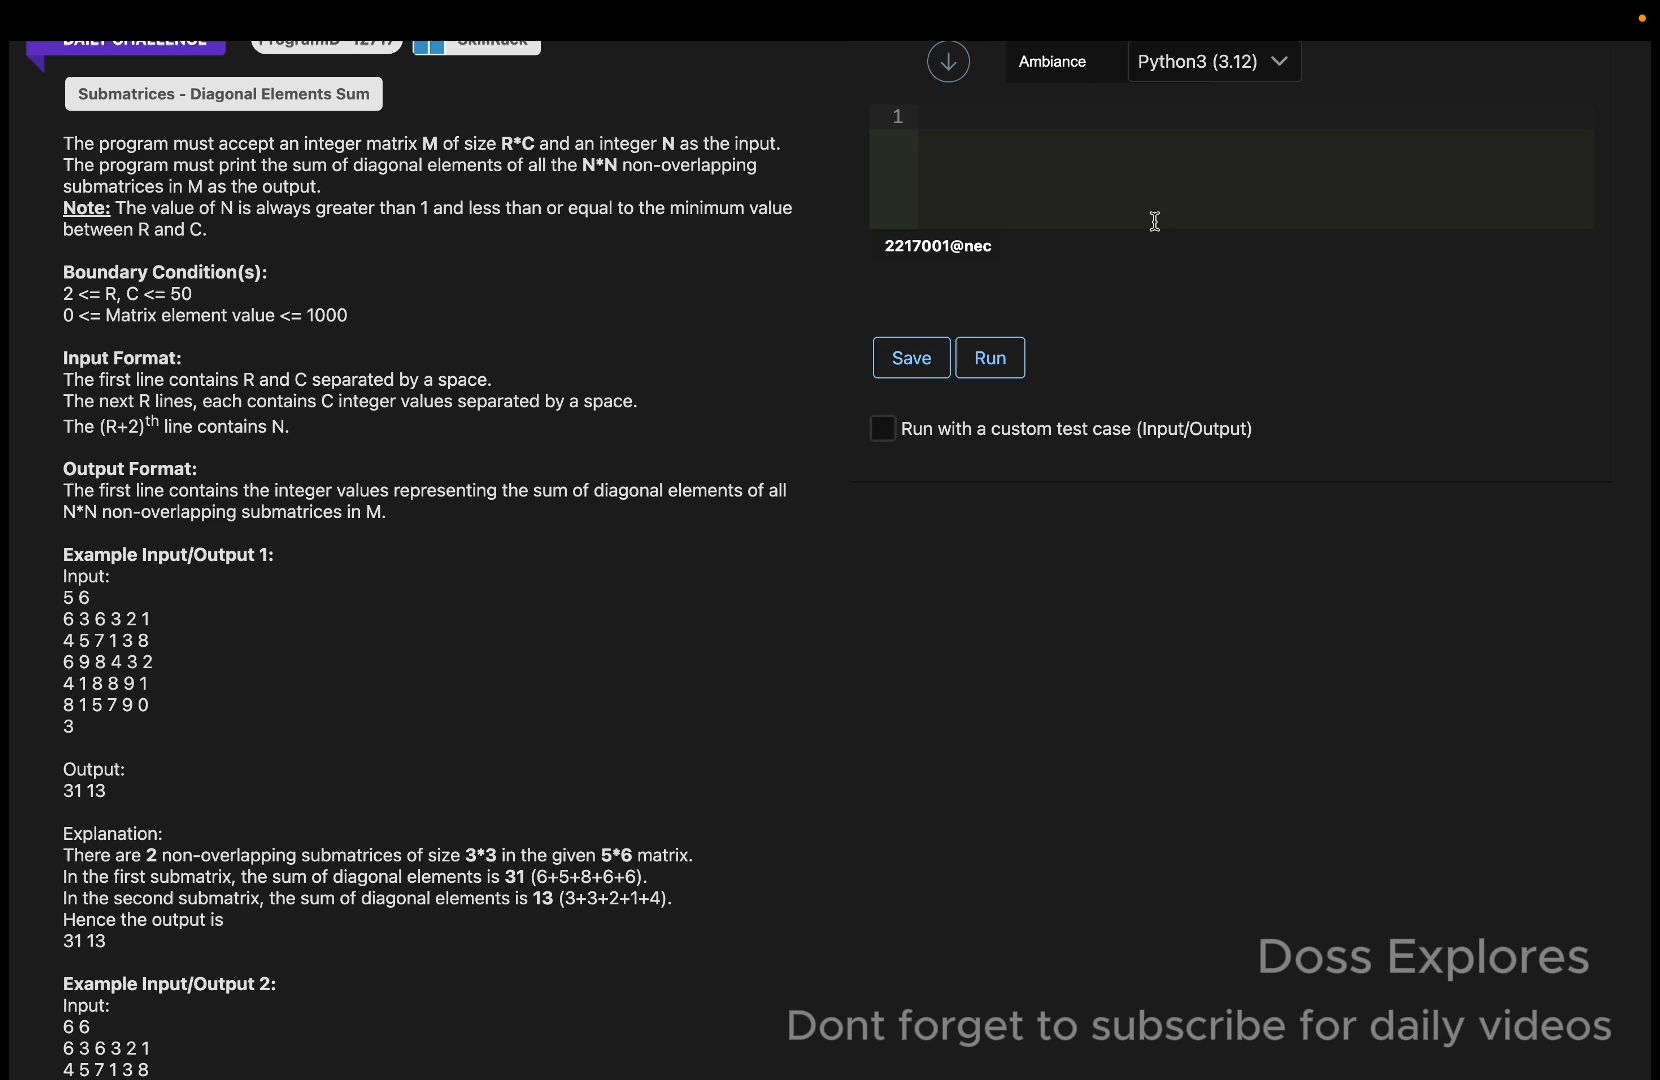 DAILY CHALLENGE
ProgramID- 12717
SkillRack
Submatrices - Diagonal Elements Sum
The program must accept an integer matrix M of size R*C and an integer N as the input.
The program must print the sum of diagonal elements of all the N*N non-overlapping
submatrices in M as the output.
Note: The value of N is always greater than 1 and less than or equal to the minimum value
between R and C.
Boundary Condition(s):
2 <= R, C <= 50
0 <= Matrix element value <= 1000
Input Format:
The first line contains R and C separated by a space.
The next R lines, each contains C integer values separated by a space.
The (R+2)th line contains N.
Output Format:
The first line contains the integer values representing the sum of diagonal elements of all
N*N non-overlapping submatrices in M.
Example Input/Output 1:
Input:
5 6
6 3 6 3 2 1
4 5 7 1 3 8
6 9 8 4 3 2
4 1 8 8 9 1
8 1 5 7 9 0
3
Output:
31 13
Explanation:
There are 2 non-overlapping submatrices of size 3*3 in the given 5*6 matrix.
In the first submatrix, the sum of diagonal elements is 31 (6+5+8+6+6).
In the second submatrix, the sum of diagonal elements is 13 (3+3+2+1+4).
Hence the output is
31 13
Example Input/Output 2:
Input:
6 6
6 3 6 3 2 1
4 5 7 1 3 8
Ambiance
Python3 (3.12)
1
2217001@nec
Save
Run
Run with a custom test case (Input/Output)
Doss Explores
Dont forget to subscribe for daily videos